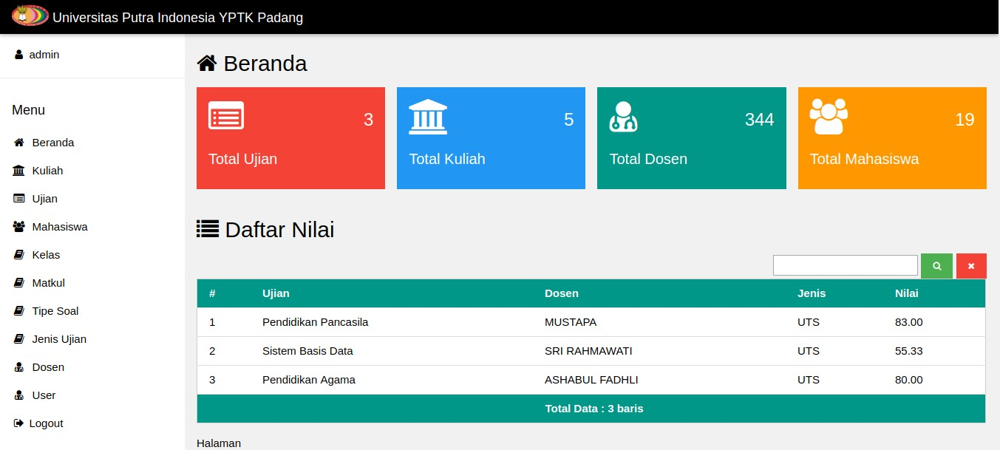 Universitas Putra Indonesia YPTK Padang
admin
Menu
Beranda
Kuliah
Ujian
Mahasiswa
Kelas
Matkul
Tipe Soal
Jenis Ujian
Dosen
User
Logout
Beranda
3
Total Ujian
5
Total Kuliah
344
Total Dosen
19
Total Mahasiswa
Daftar Nilai
# Ujian Dosen Jenis Nilai
1 Pendidikan Pancasila MUSTAPA UTS 83.00
2 Sistem Basis Data SRI RAHMAWATI UTS 55.33
3 Pendidikan Agama ASHABUL FADHLI UTS 80.00
Total Data : 3 baris
Halaman